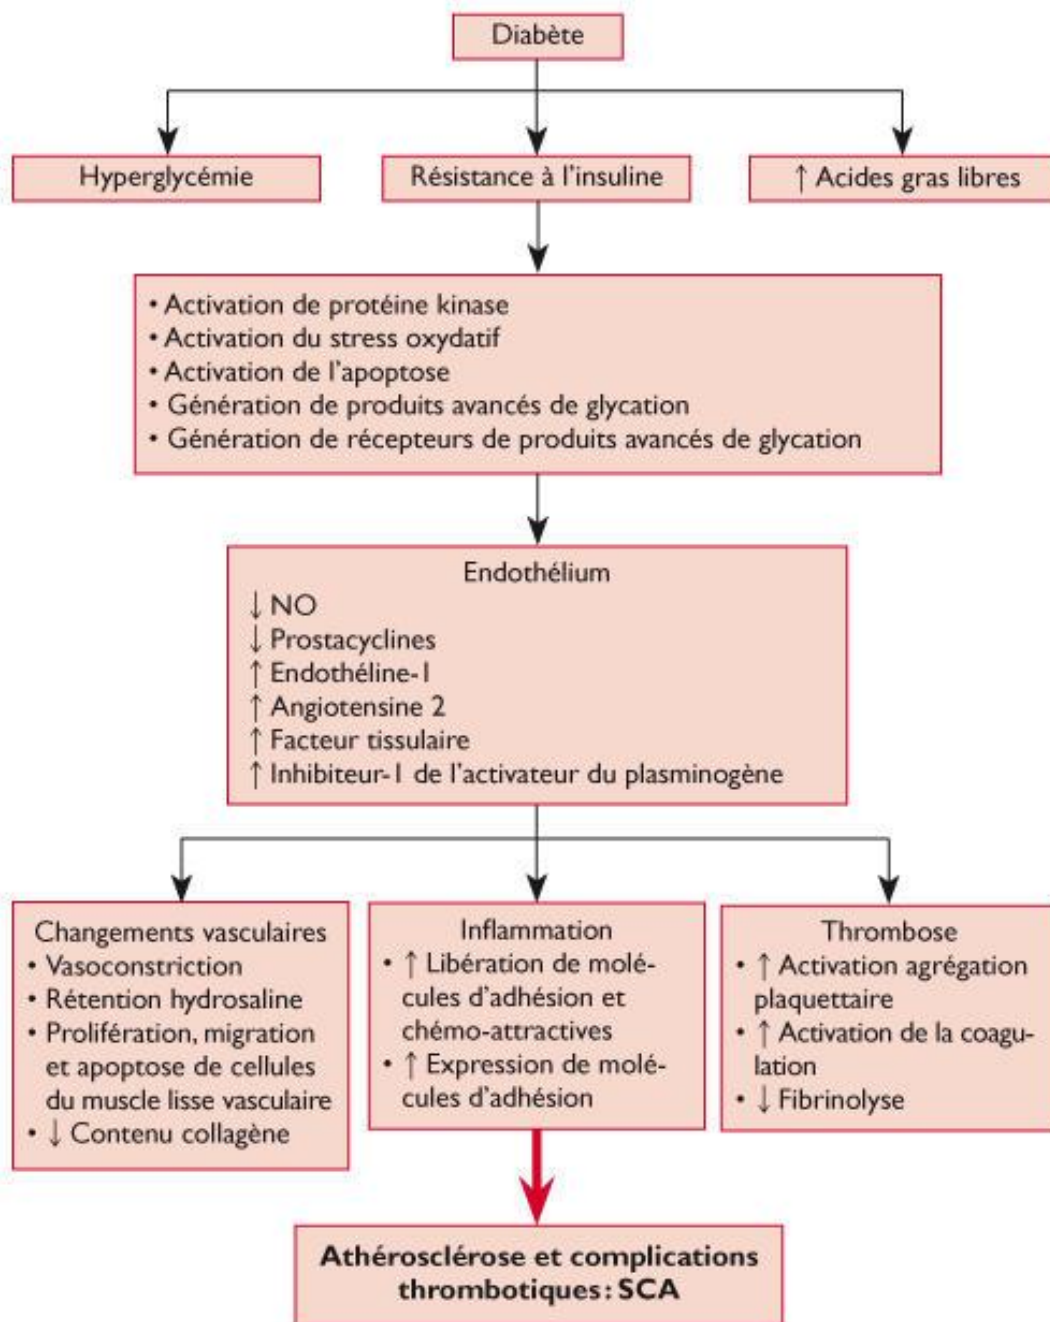 Diabète
Hyperglycémie
Résistance à l'insuline
↑ Acides gras libres
• Activation de protéine kinase
• Activation du stress oxydatif
• Activation de l'apoptose
• Génération de produits avancés de glycation
• Génération de récepteurs de produits avancés de glycation
Endothélium
↓ NO
↓ Prostacyclines
↑ Endothéline-1
↑ Angiotensine 2
↑ Facteur tissulaire
↑ Inhibiteur-1 de l'activateur du plasminogène
Changements vasculaires
• Vasoconstriction
• Rétention hydrosaline
• Prolifération, migration
et apoptose de cellules
du muscle lisse vasculaire
• ↓ Contenu collagène
Inflammation
• ↑ Libération de molé-
cules d'adhésion et
chémo-attractives
• ↑ Expression de molé-
cules d'adhésion
Thrombose
• ↑ Activation agrégation
plaquettaire
• ↑ Activation de la coagu-
lation
• ↓ Fibrinolyse
Athérosclérose et complications
thrombotiques: SCA